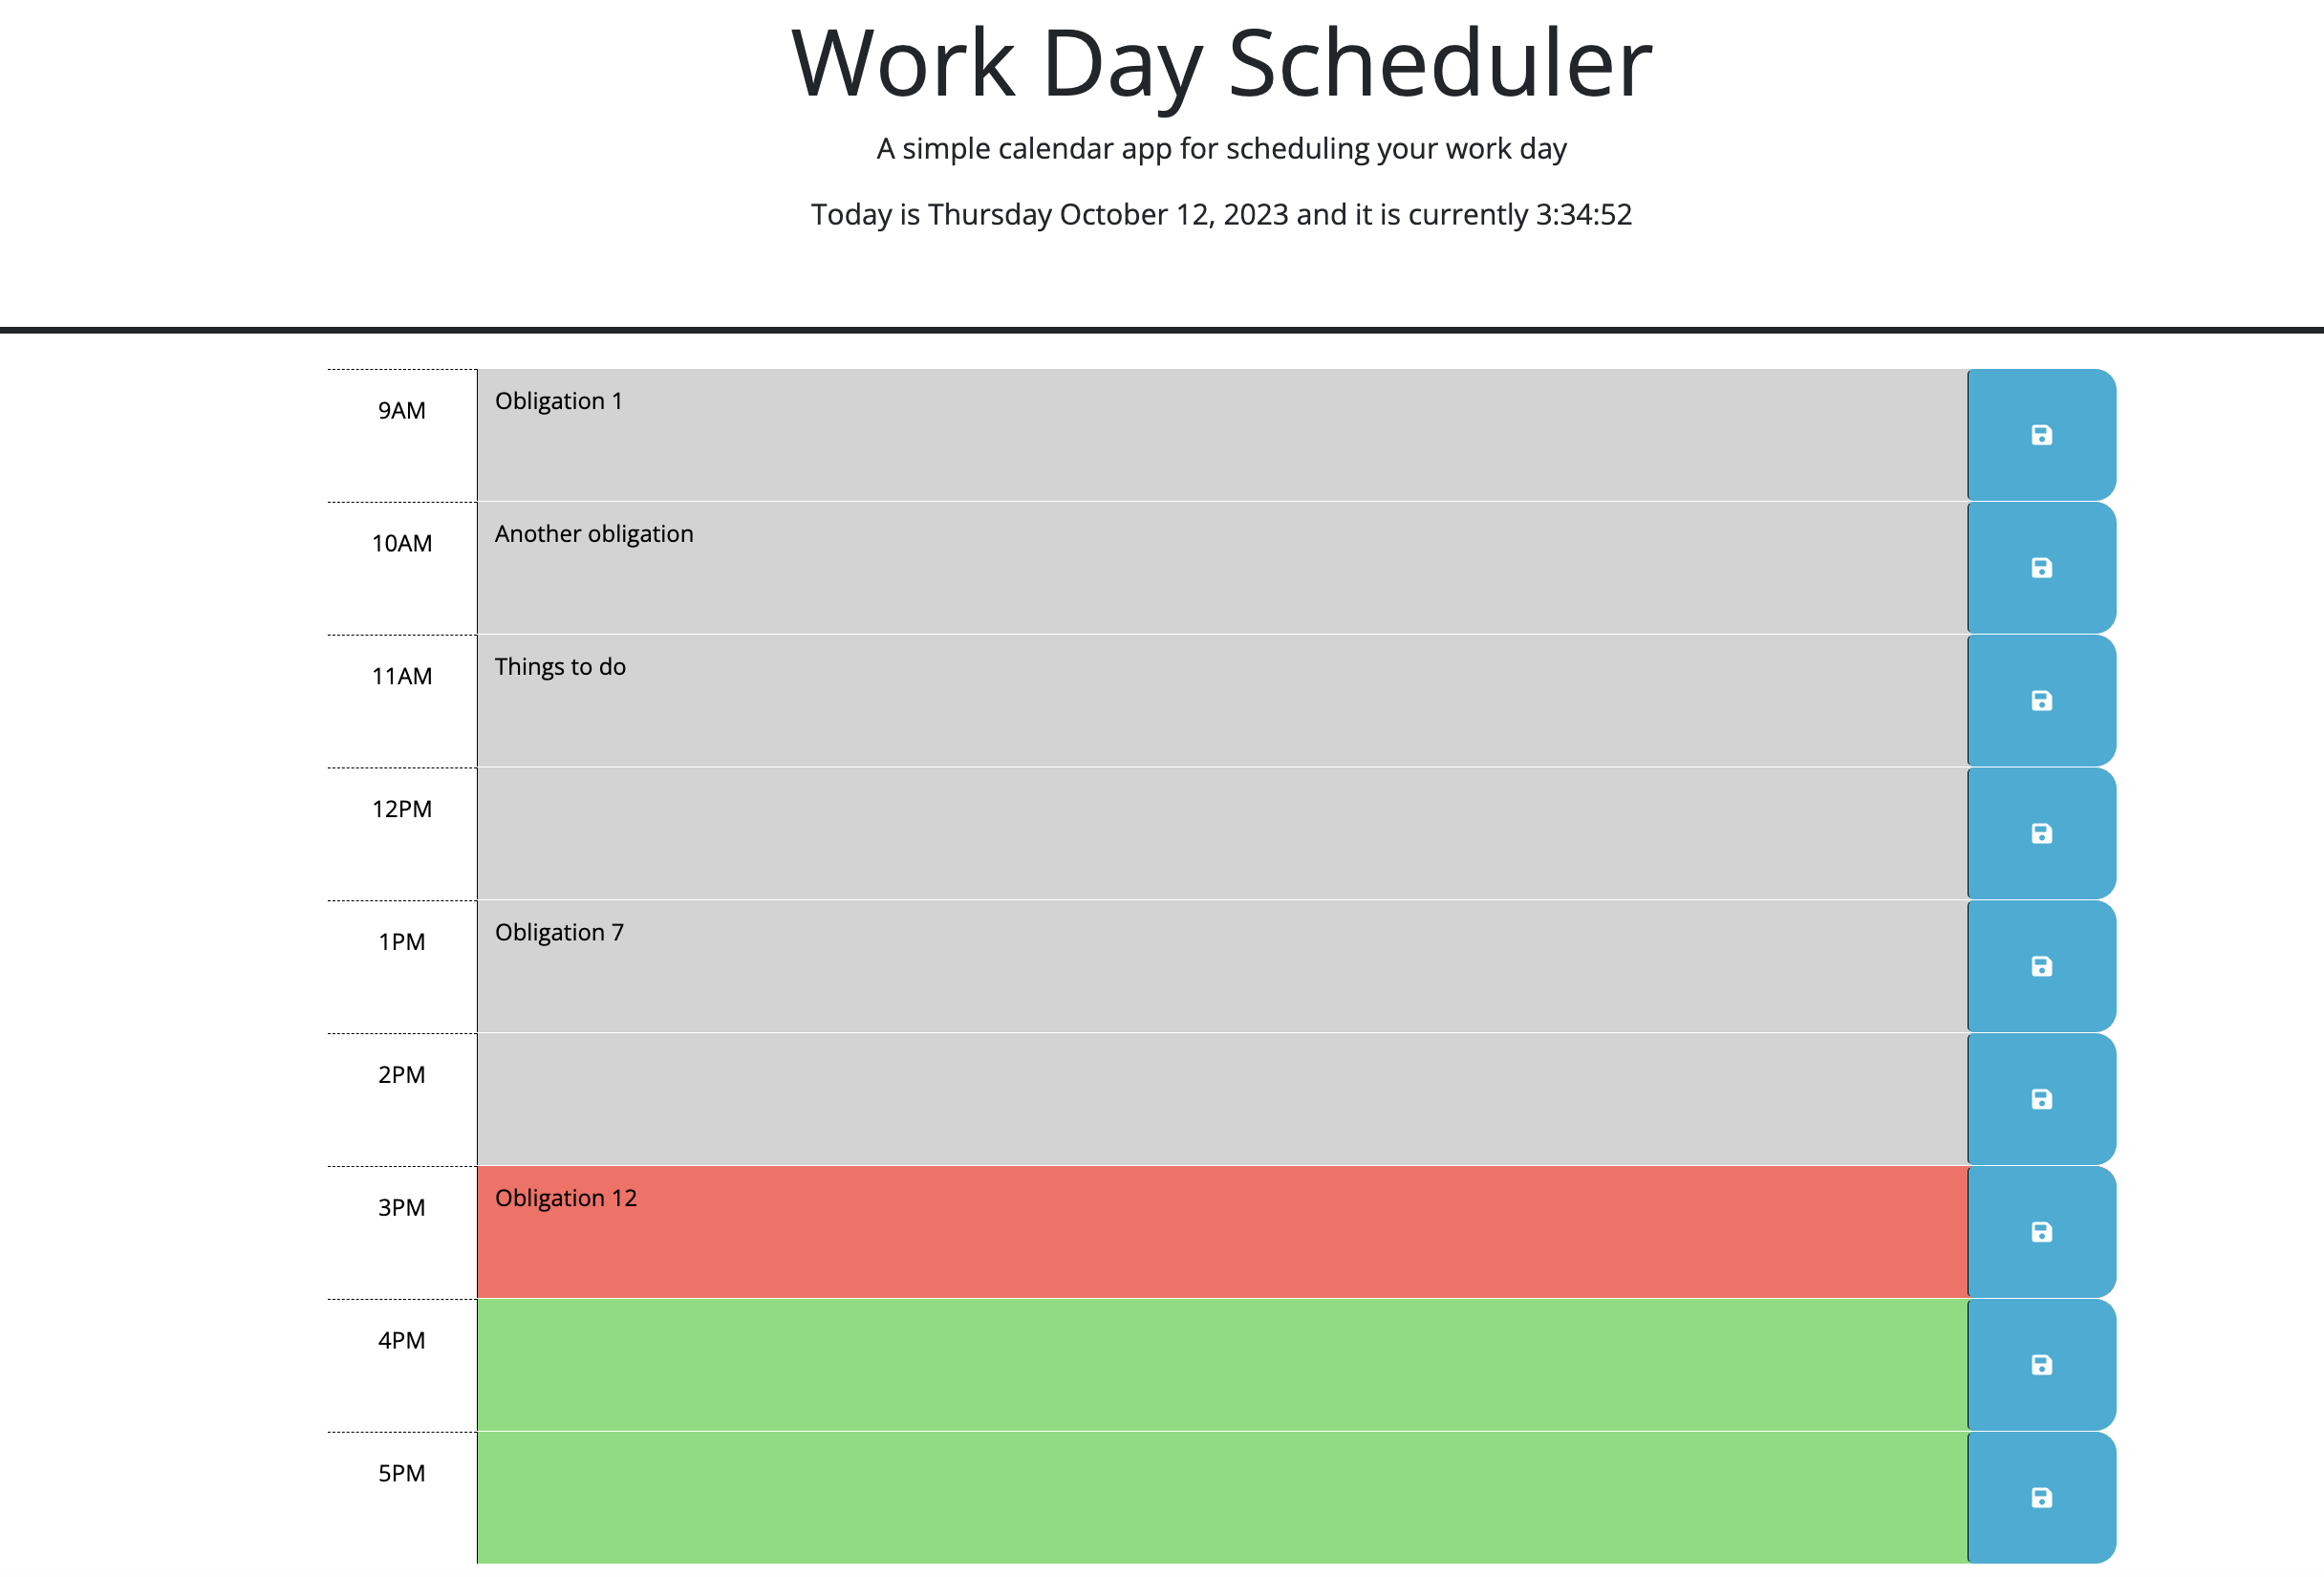 Work Day Scheduler
A simple calendar app for scheduling your work day
Today is Thursday October 12, 2023 and it is currently 3:34:52
9AM
Obligation 1
10AM
Another obligation
11AM
Things to do
12PM
1PM
Obligation 7
2PM
3PM
Obligation 12
4PM
5PM